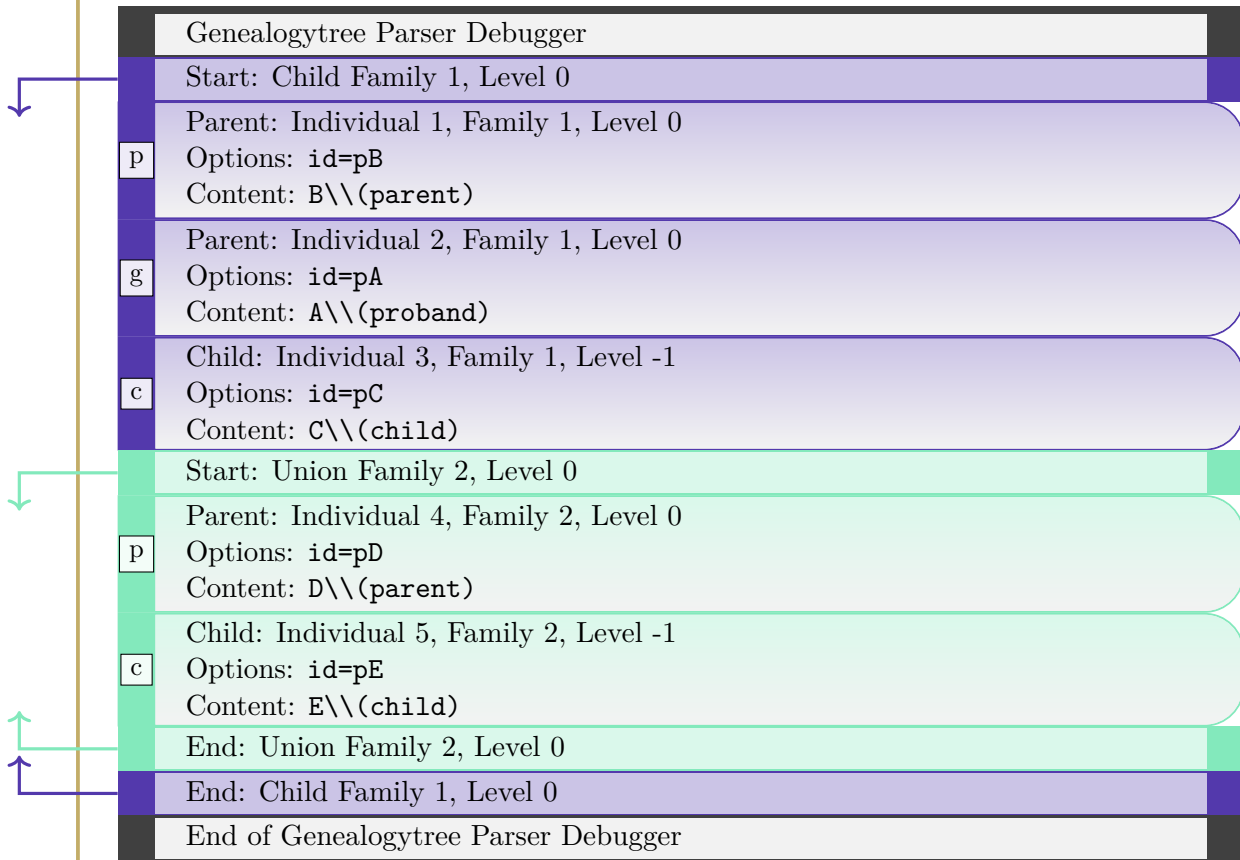 Genealogytree Parser Debugger
Start: Child Family 1, Level 0
Parent: Individual 1, Family 1, Level 0
p Options: id=pB
Content: B\\(parent)
Parent: Individual 2, Family 1, Level 0
g Options: id=pA
Content: A\\(proband)
Child: Individual 3, Family 1, Level -1
c Options: id=pC
Content: C\\(child)
Start: Union Family 2, Level 0
Parent: Individual 4, Family 2, Level 0
p Options: id=pD
Content: D\\(parent)
Child: Individual 5, Family 2, Level -1
c Options: id=pE
Content: E\\(child)
End: Union Family 2, Level 0
End: Child Family 1, Level 0
End of Genealogytree Parser Debugger